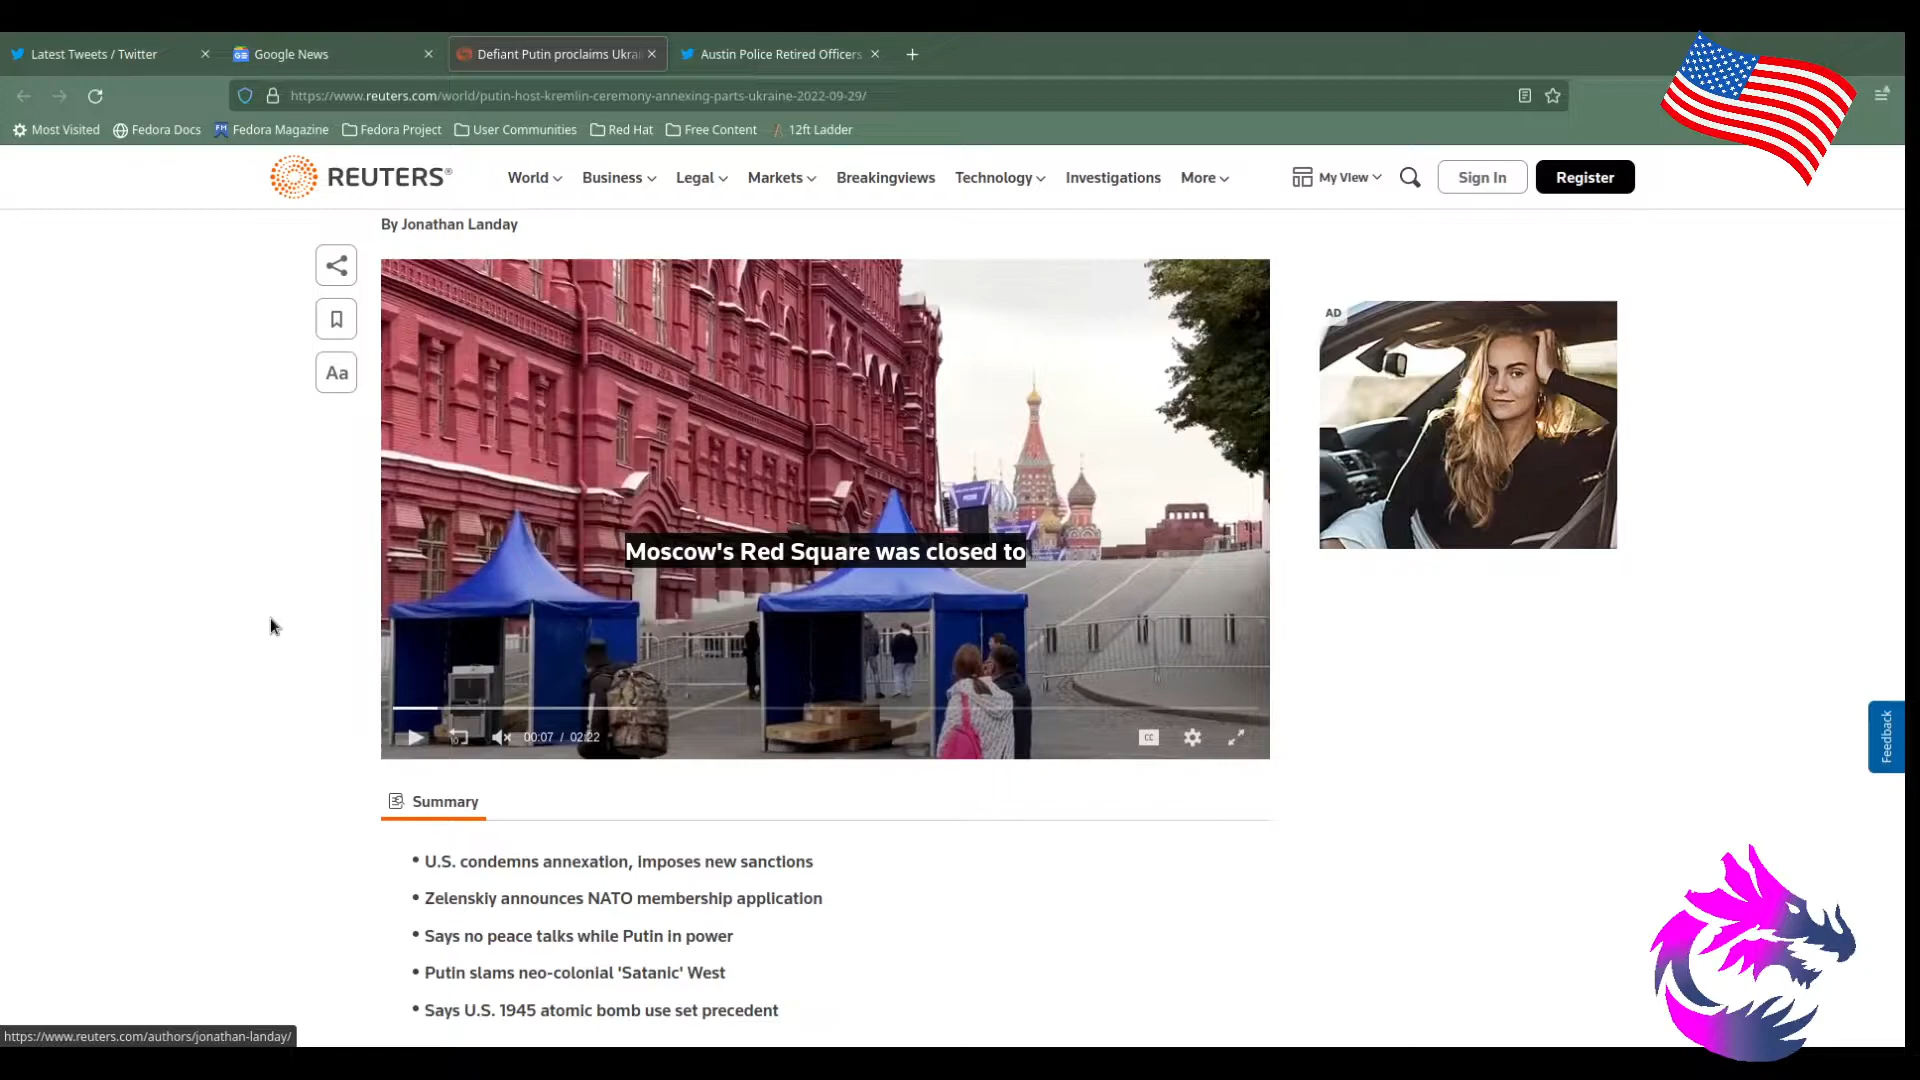 Latest Tweets / Twitter
Google News
Defiant Putin proclaims Ukra
Austin Police Retired Officers
https://www.reuters.com/world/putin-host-kremlin-ceremony-annexing-parts-ukraine-2022-09-29/
Most Visited
Fedora Docs
FM Fedora Magazine
Fedora Project
User Communities
Red Hat
Free Content
12ft Ladder
REUTERS®
World
Business
Legal
Markets
Breakingviews
Technology
Investigations
More
My View
Sign In
Register
By Jonathan Landay
Aa
AD
Moscow's Red Square was closed to
10
00:07 / 02:22
CC
Feedback
Summary
• U.S. condemns annexation, imposes new sanctions
• Zelenskiy announces NATO membership application
• Says no peace talks while Putin in power
• Putin slams neo-colonial 'Satanic' West
• Says U.S. 1945 atomic bomb use set precedent
https://www.reuters.com/authors/jonathan-landay/